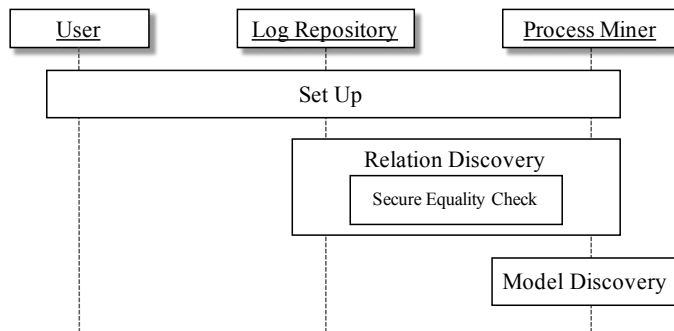 User
Log Repository
Process Miner
Set Up
Relation Discovery
Secure Equality Check
Model Discovery